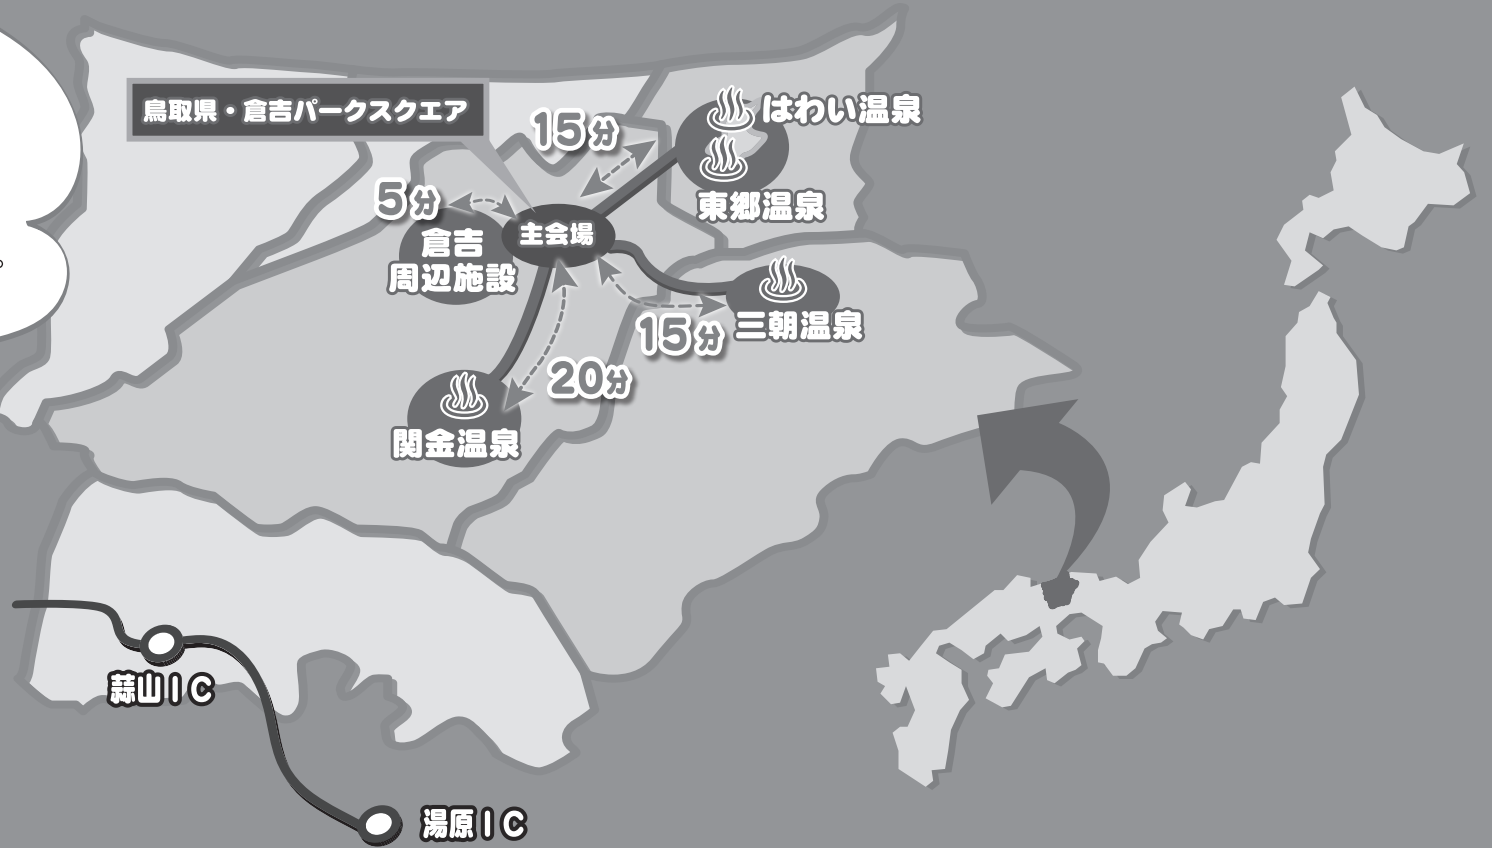 鳥取県・倉吉パークスクエア
15分
はわい温泉
東郷温泉
5分
主会場
倉吉
周辺施設
15分
三朝温泉
20分
関金温泉
蒜山IC
湯原IC
。